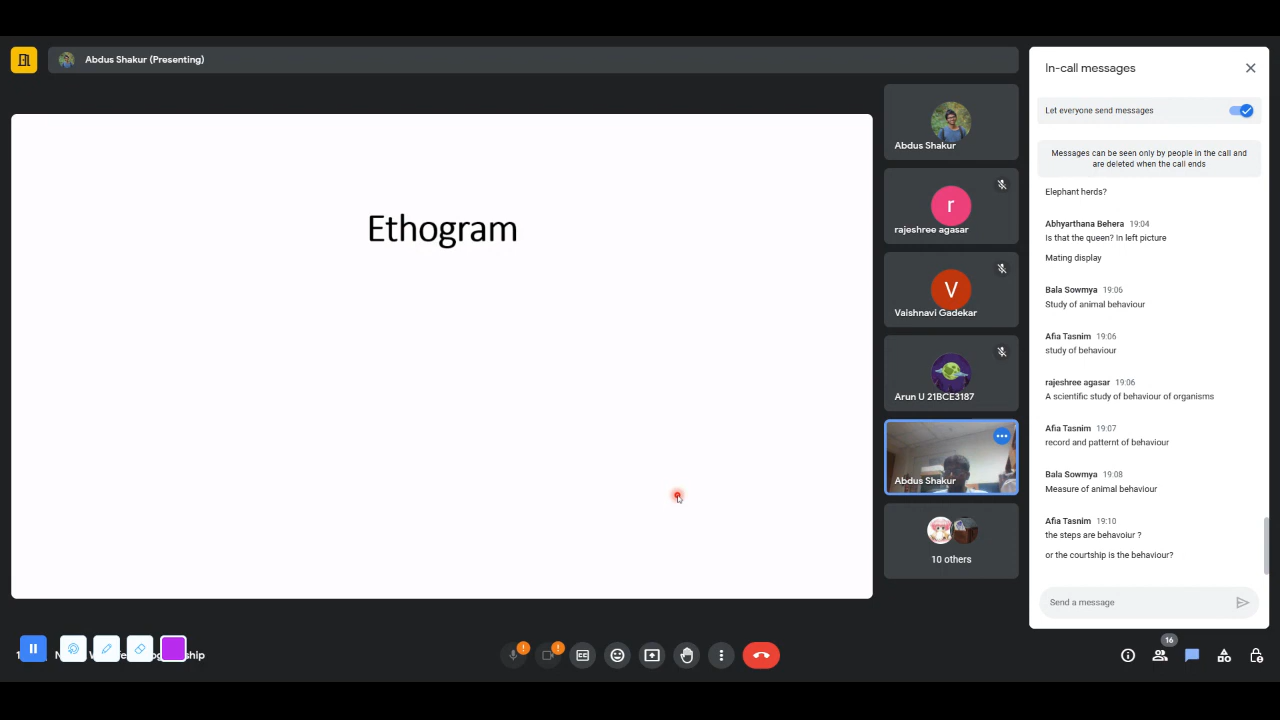 Abdus Shakur (Presenting)
Ethogram
Abdus Shakur
r
rajeshree agasar
V
Vaishnavi Gadekar
Arun U 21BCE3187
Abdus Shakur
10 others
In-call messages
Let everyone send messages
Messages can be seen only by people in the call and
are deleted when the call ends
Elephant herds?
Abhyarthana Behera 19:04
Is that the queen? In left picture
Mating display
Bala Sowmya 19:06
Study of animal behaviour
Afia Tasnim 19:06
study of behaviour
rajeshree agasar 19:06
A scientific study of behaviour of organisms
Afia Tasnim 19:07
record and patternt of behaviour
Bala Sowmya 19:08
Measure of animal behaviour
Afia Tasnim 19:10
the steps are behavoiur ?
or the courtship is the behaviour?
Send a message
16